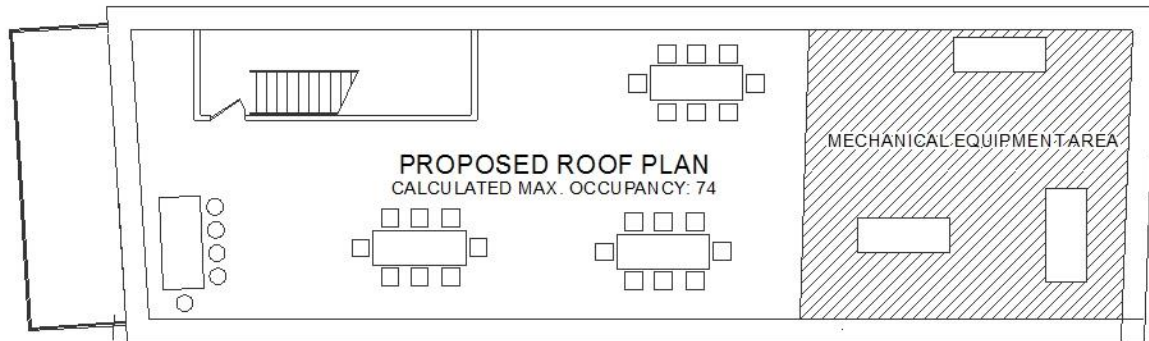 PROPOSED ROOF PLAN
CALCULATED MAX. OCCUPANCY: 74
MECHANICAL EQUIPMENT AREA